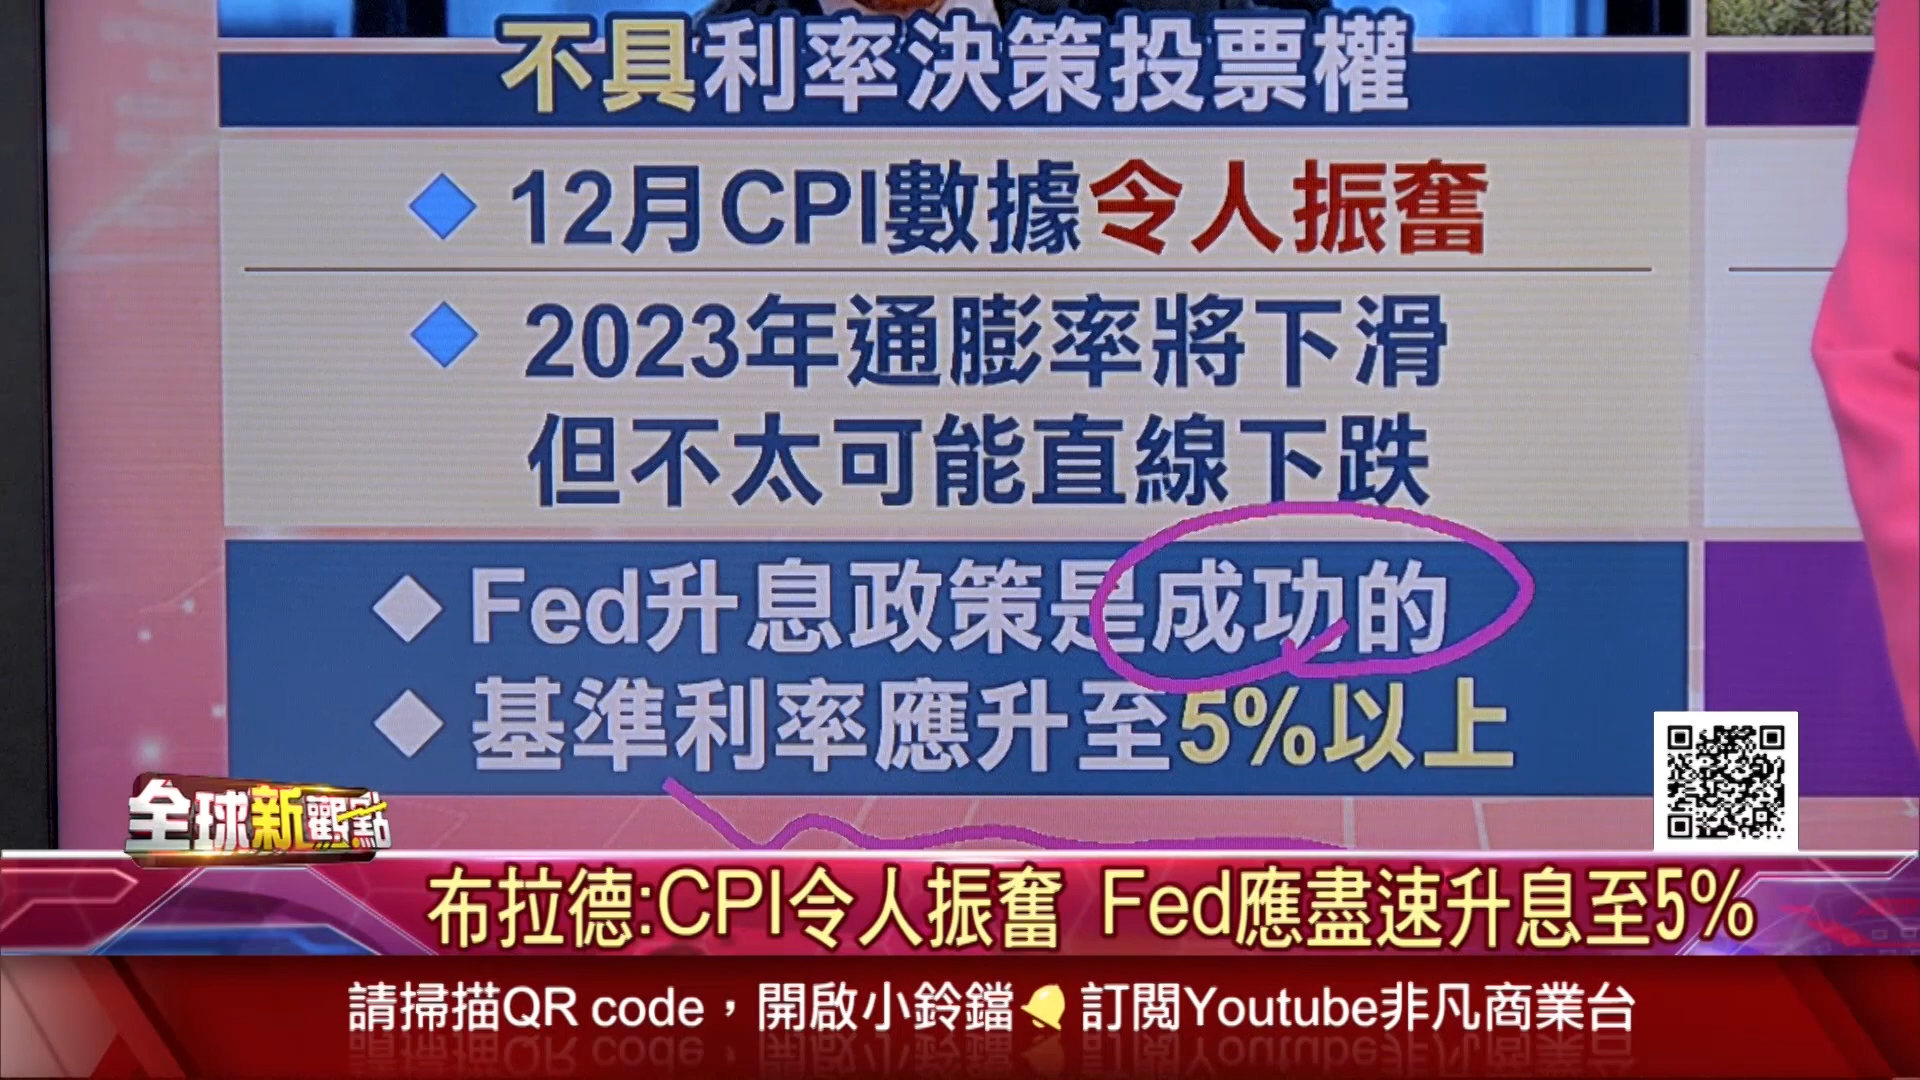 不具利率決策投票權
12月CPI數據令人振奮
2023年通膨率將下滑
但不太可能直線下跌
Fed升息政策是成功的
基準利率應升至5%以上
全球新觀點
布拉德:CPI令人振奮 Fed應盡速升息至5%
請掃描QR code，開啟小鈴鐺🔔訂閱Youtube非凡商業台